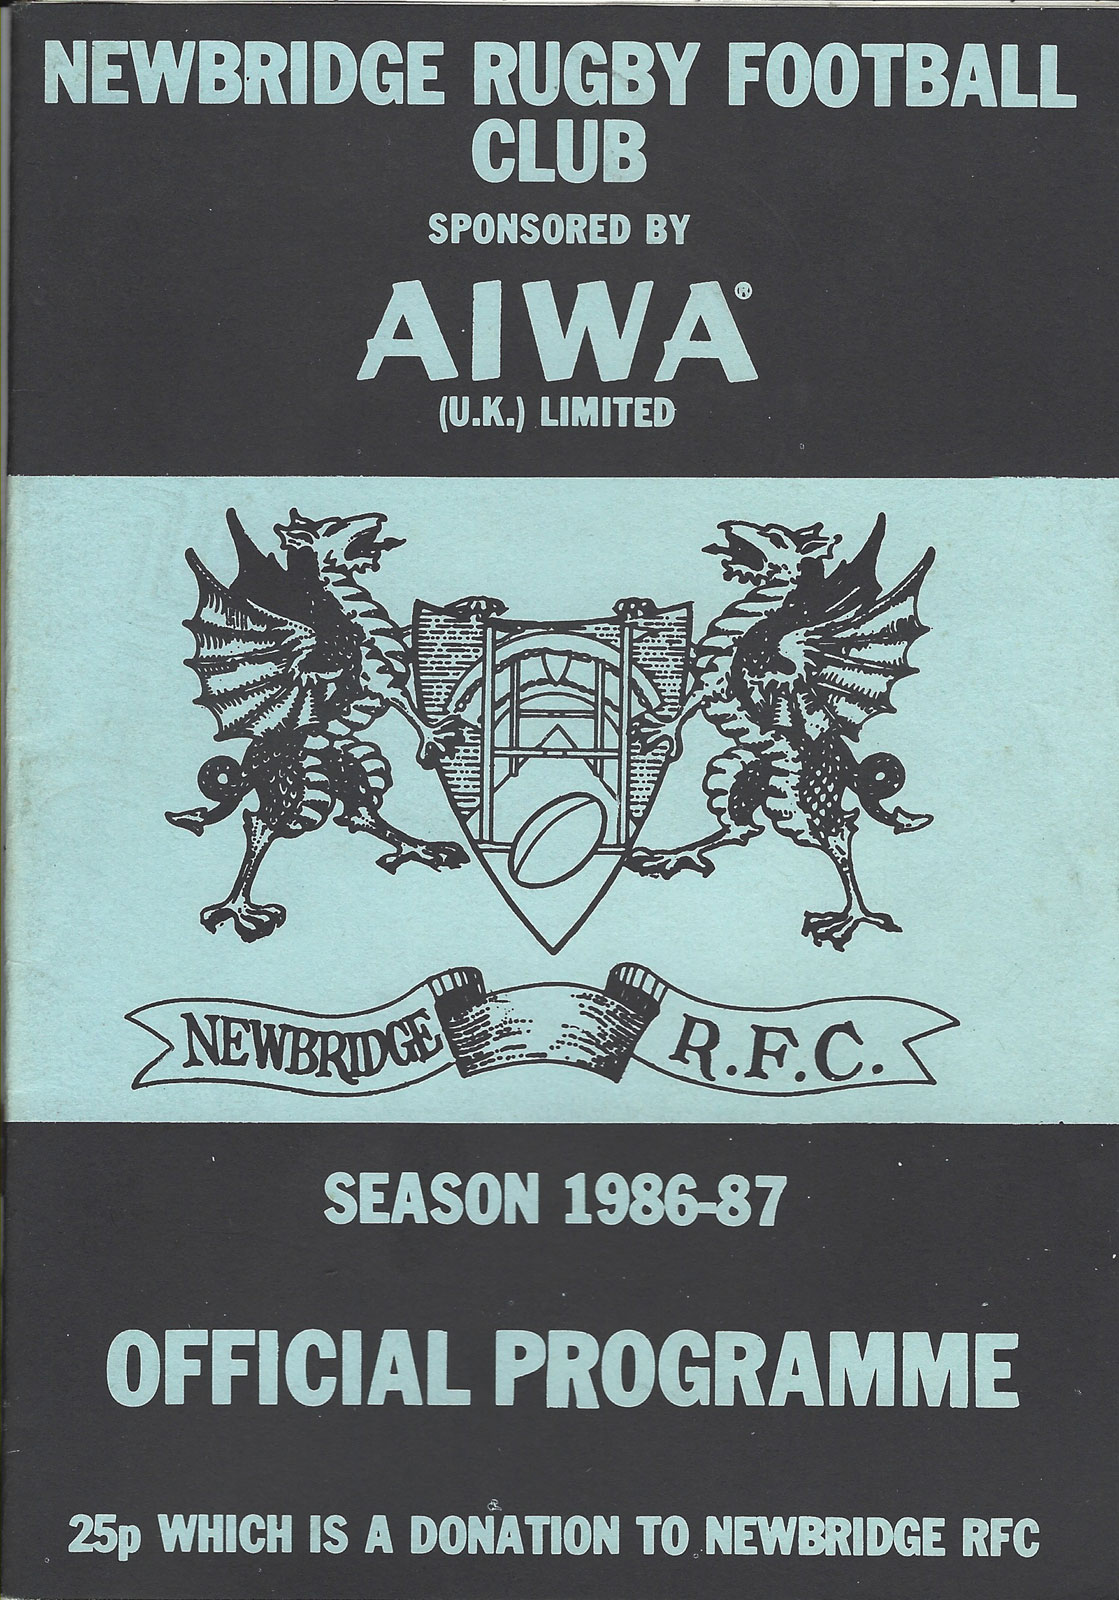 NEWBRIDGE RUGBY FOOTBALL
CLUB
SPONSORED BY
AIWA®
(U.K.) LIMITED
NEWBRIDGE R.F.C.
SEASON 1986-87
OFFICIAL PROGRAMME
25p WHICH IS A DONATION TO NEWBRIDGE RFC